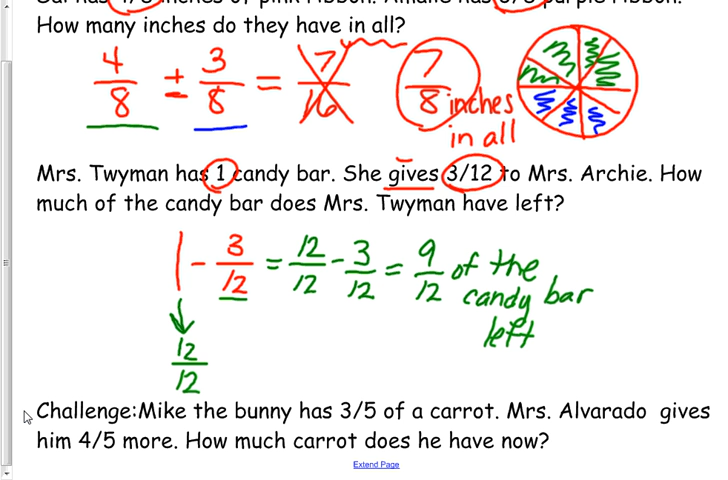 How many inches do they have in all?
4/8 + 3/8 = 7/16 7/8 inches in all
Mrs. Twyman has 1 candy bar. She gives 3/12 to Mrs. Archie. How
much of the candy bar does Mrs. Twyman have left?
1 - 3/12 = 12/12 - 3/12 = 9/12 of the candy bar left
12/12
Challenge:Mike the bunny has 3/5 of a carrot. Mrs. Alvarado gives
him 4/5 more. How much carrot does he have now?
Extend Page